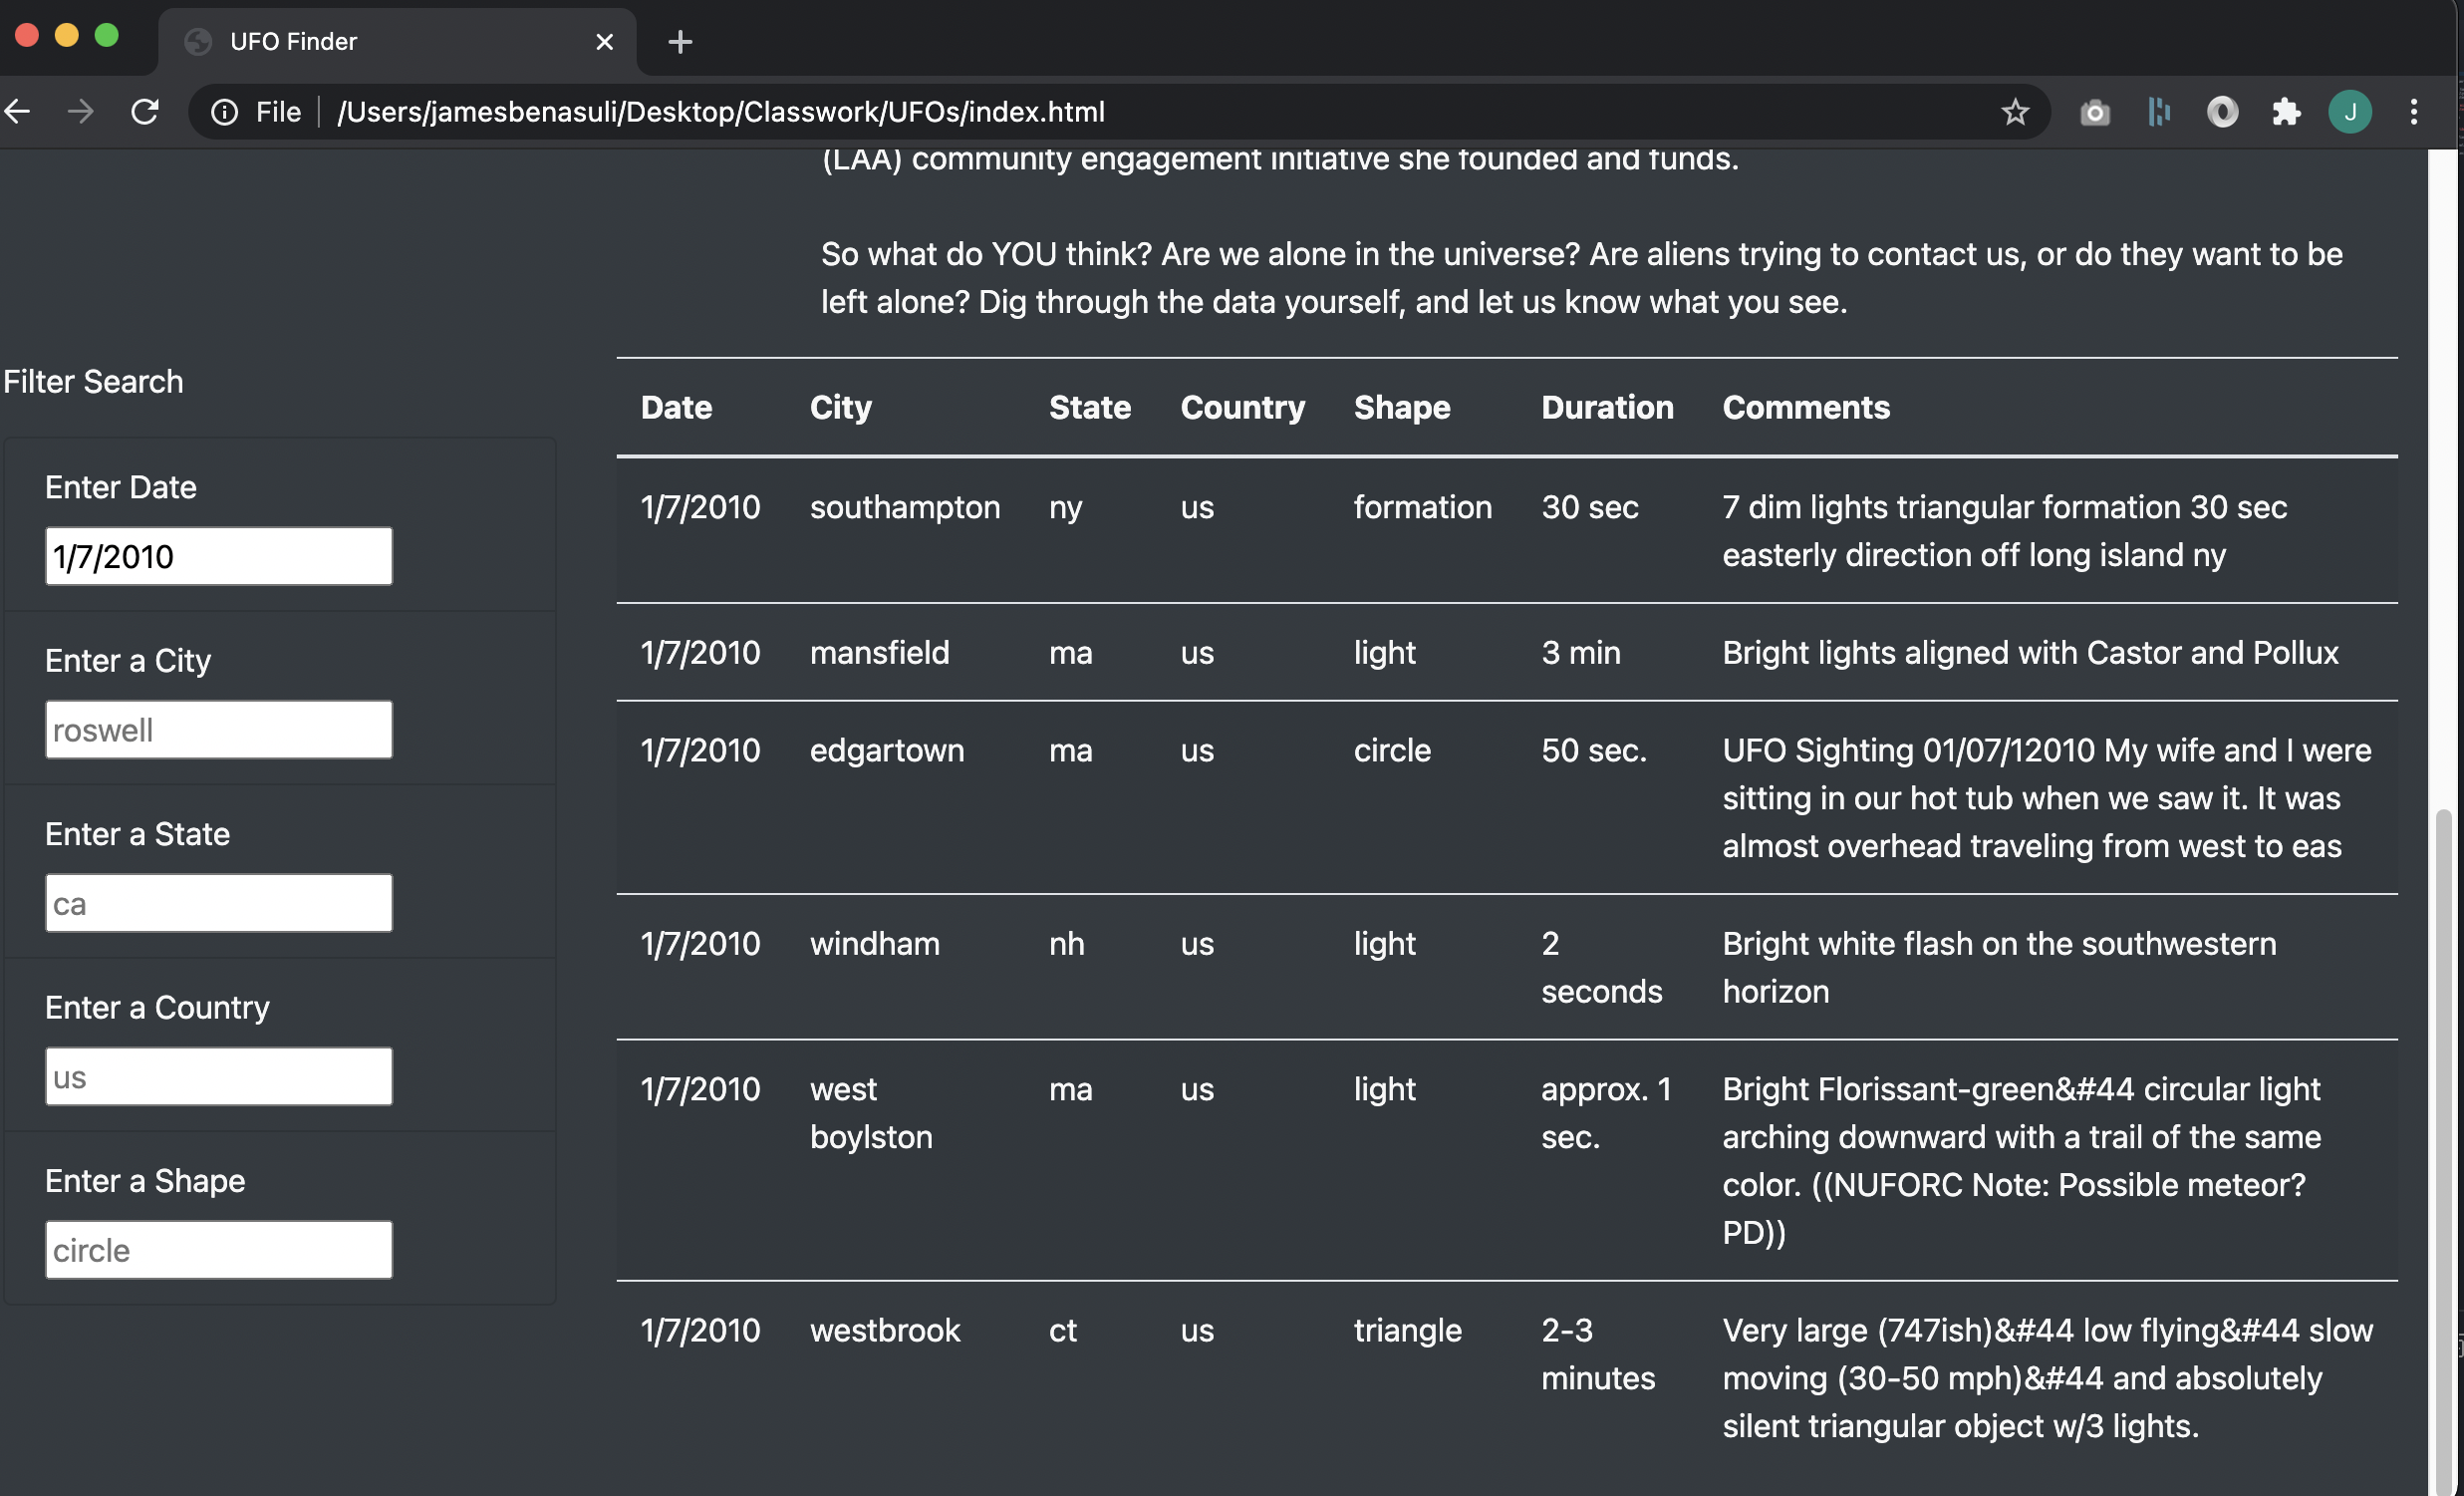 UFO Finder
File /Users/jamesbenasuli/Desktop/Classwork/UFOs/index.html
J
(LAA) community engagement initiative she founded and funds.
So what do YOU think? Are we alone in the universe? Are aliens trying to contact us, or do they want to be
left alone? Dig through the data yourself, and let us know what you see.
Filter Search
Enter Date
1/7/2010
Enter a City
roswell
Enter a State
ca
Enter a Country
us
Enter a Shape
circle
Date City State Country Shape Duration Comments
1/7/2010 southampton ny us formation 30 sec 7 dim lights triangular formation 30 sec
easterly direction off long island ny
1/7/2010 mansfield ma us light 3 min Bright lights aligned with Castor and Pollux
1/7/2010 edgartown ma us circle 50 sec. UFO Sighting 01/07/12010 My wife and I were
sitting in our hot tub when we saw it. It was
almost overhead traveling from west to eas
1/7/2010 windham nh us light 2 Bright white flash on the southwestern
seconds horizon
1/7/2010 west ma us light approx. 1 Bright Florissant-green&#44 circular light
boylston sec. arching downward with a trail of the same
color. ((NUFORC Note: Possible meteor?
PD))
1/7/2010 westbrook ct us triangle 2-3 Very large (747ish)&#44 low flying&#44 slow
minutes moving (30-50 mph)&#44 and absolutely
silent triangular object w/3 lights.